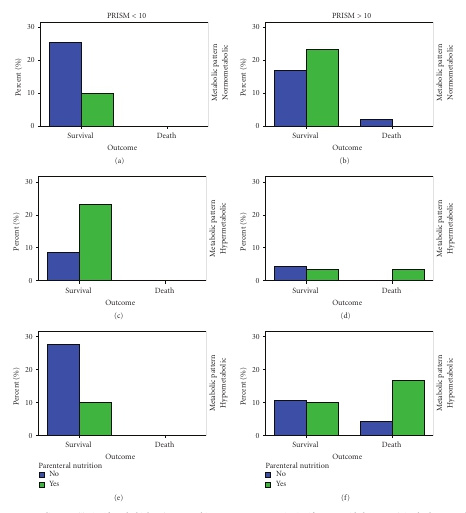 PRISM < 10
30
20
10
0
Percent (%)
Survival
Death
Outcome
Metabolic pattern
Normometabolic
(a)
PRISM > 10
30
20
10
0
Percent (%)
Survival
Death
Outcome
Metabolic pattern
Normometabolic
(b)
30
20
10
0
Percent (%)
Survival
Death
Outcome
Metabolic pattern
Hypermetabolic
(c)
30
20
10
0
Percent (%)
Survival
Death
Outcome
Metabolic pattern
Hypermetabolic
(d)
30
20
10
0
Percent (%)
Survival
Death
Outcome
Metabolic pattern
Hypometabolic
Parenteral nutrition
No
Yes
(e)
30
20
10
0
Percent (%)
Survival
Death
Outcome
Metabolic pattern
Hypometabolic
Parenteral nutrition
No
Yes
(f)